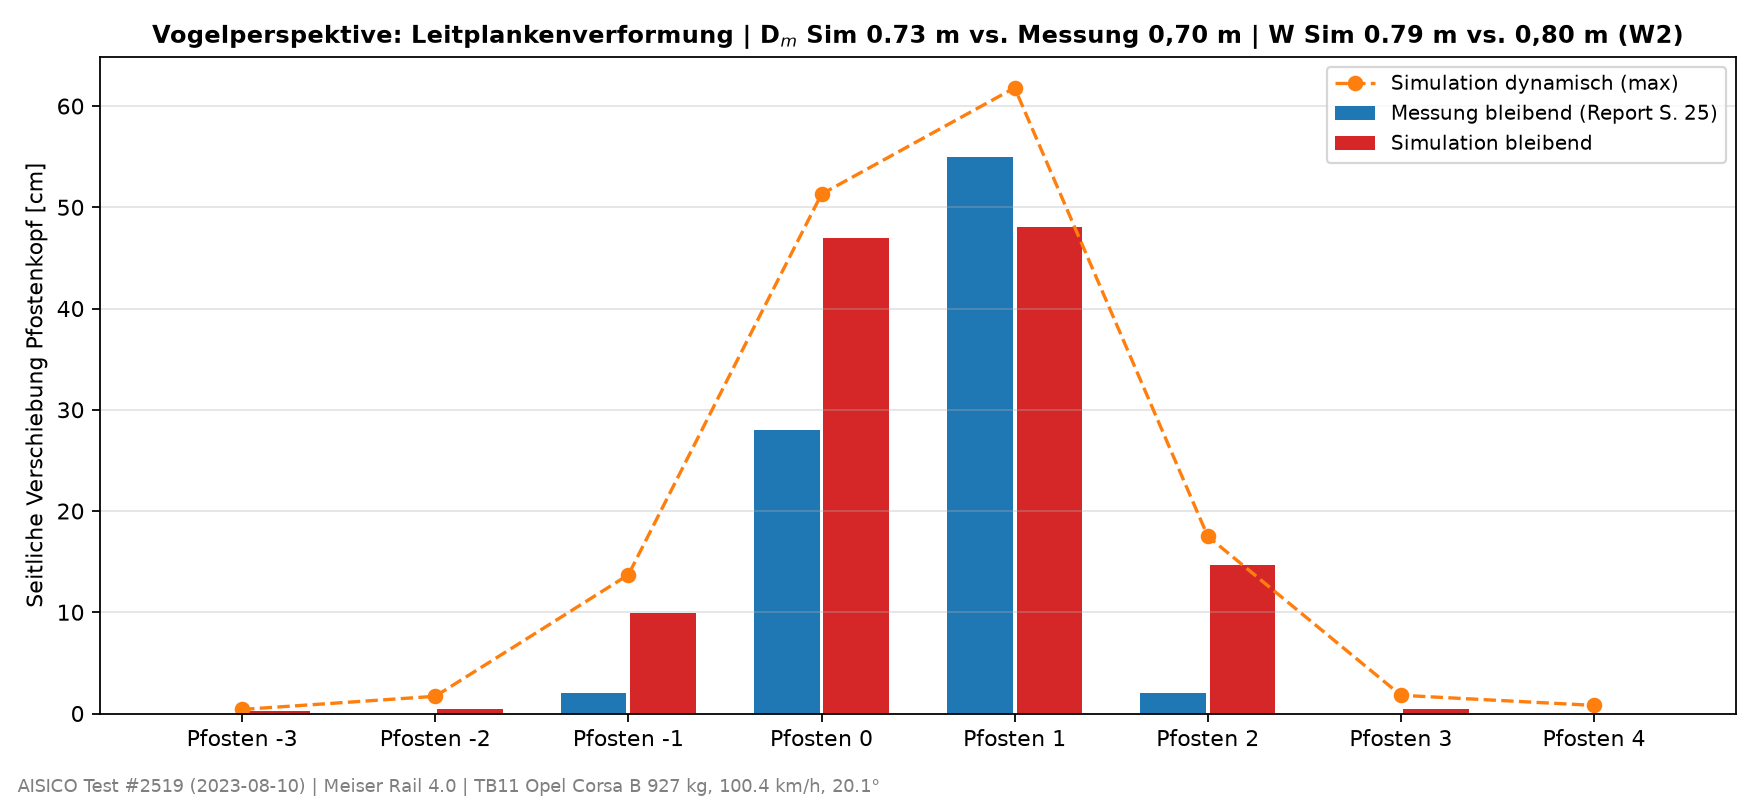 Vogelperspektive: Leitplankenverformung | Dm Sim 0.73 m vs. Messung 0,70 m | W Sim 0.79 m vs. 0,80 m (W2)
Simulation dynamisch (max)
Messung bleibend (Report S. 25)
Simulation bleibend
Seitliche Verschiebung Pfostenkopf [cm]
60
50
40
30
20
10
0
Pfosten -3 Pfosten -2 Pfosten -1 Pfosten 0 Pfosten 1 Pfosten 2 Pfosten 3 Pfosten 4
AISICO Test #2519 (2023-08-10) | Meiser Rail 4.0 | TB11 Opel Corsa B 927 kg, 100.4 km/h, 20.1°